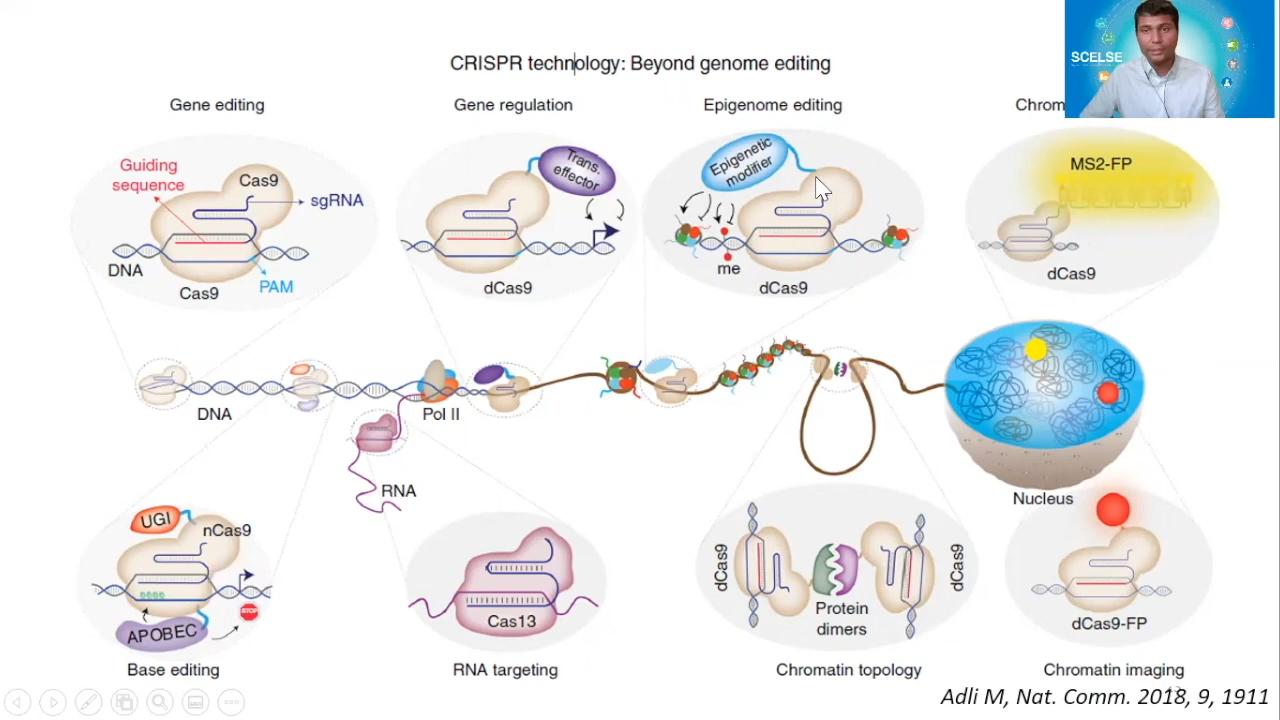 SCELSE
CRISPR technology: Beyond genome editing
Gene editing
Gene regulation
Epigenome editing
Chrom
Guiding
sequence
Cas9
sgRNA
DNA
Cas9
PAM
Trans.
effector
dCas9
Epigenetic
modifier
me
dCas9
MS2-FP
dCas9
DNA
Pol II
RNA
Nucleus
UGI
nCas9
STOP
APOBEC
Base editing
Cas13
RNA targeting
dCas9
Protein
dimers
dCas9
Chromatin topology
dCas9-FP
Chromatin imaging
Adli M, Nat. Comm. 2018, 9, 1911